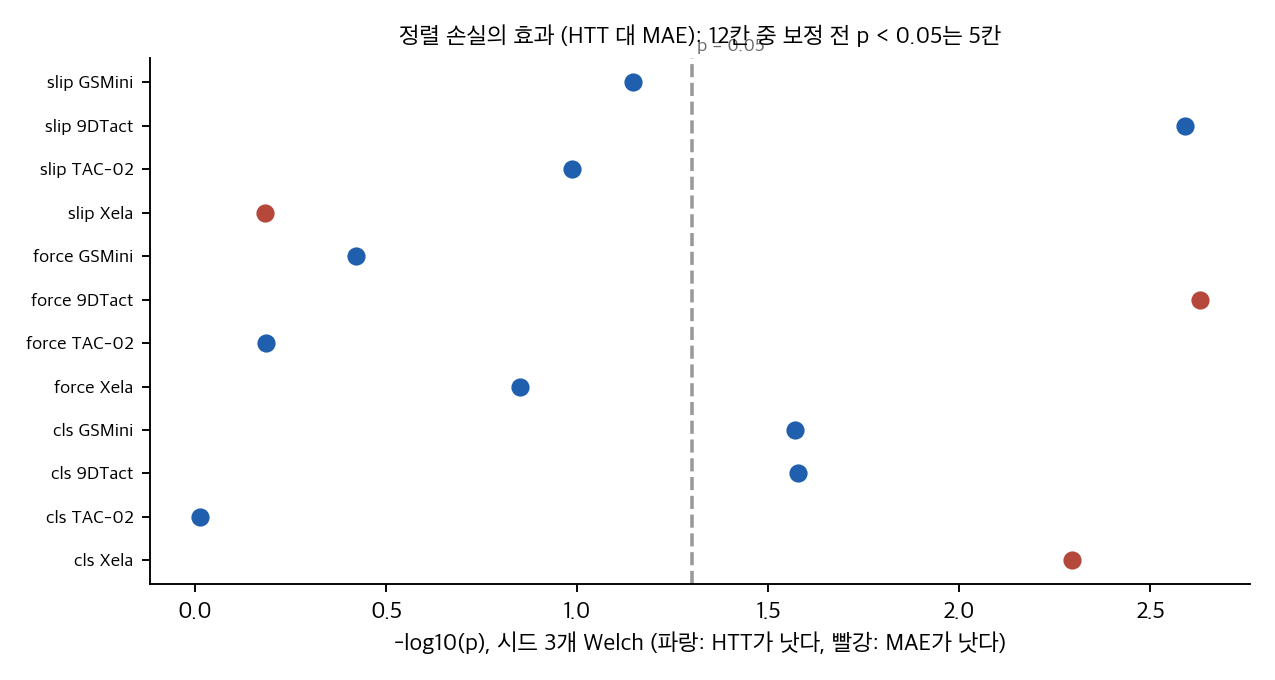 정렬 손실의 효과 (HTT 대 MAE): 12칸 중 보정 전 p < 0.05는 5칸
p = 0.05
slip GSMini
slip 9DTact
slip TAC-02
slip Xela
force GSMini
force 9DTact
force TAC-02
force Xela
cls GSMini
cls 9DTact
cls TAC-02
cls Xela
0.0 0.5 1.0 1.5 2.0 2.5
-log10(p), 시드 3개 Welch (파랑: HTT가 낫다, 빨강: MAE가 낫다)